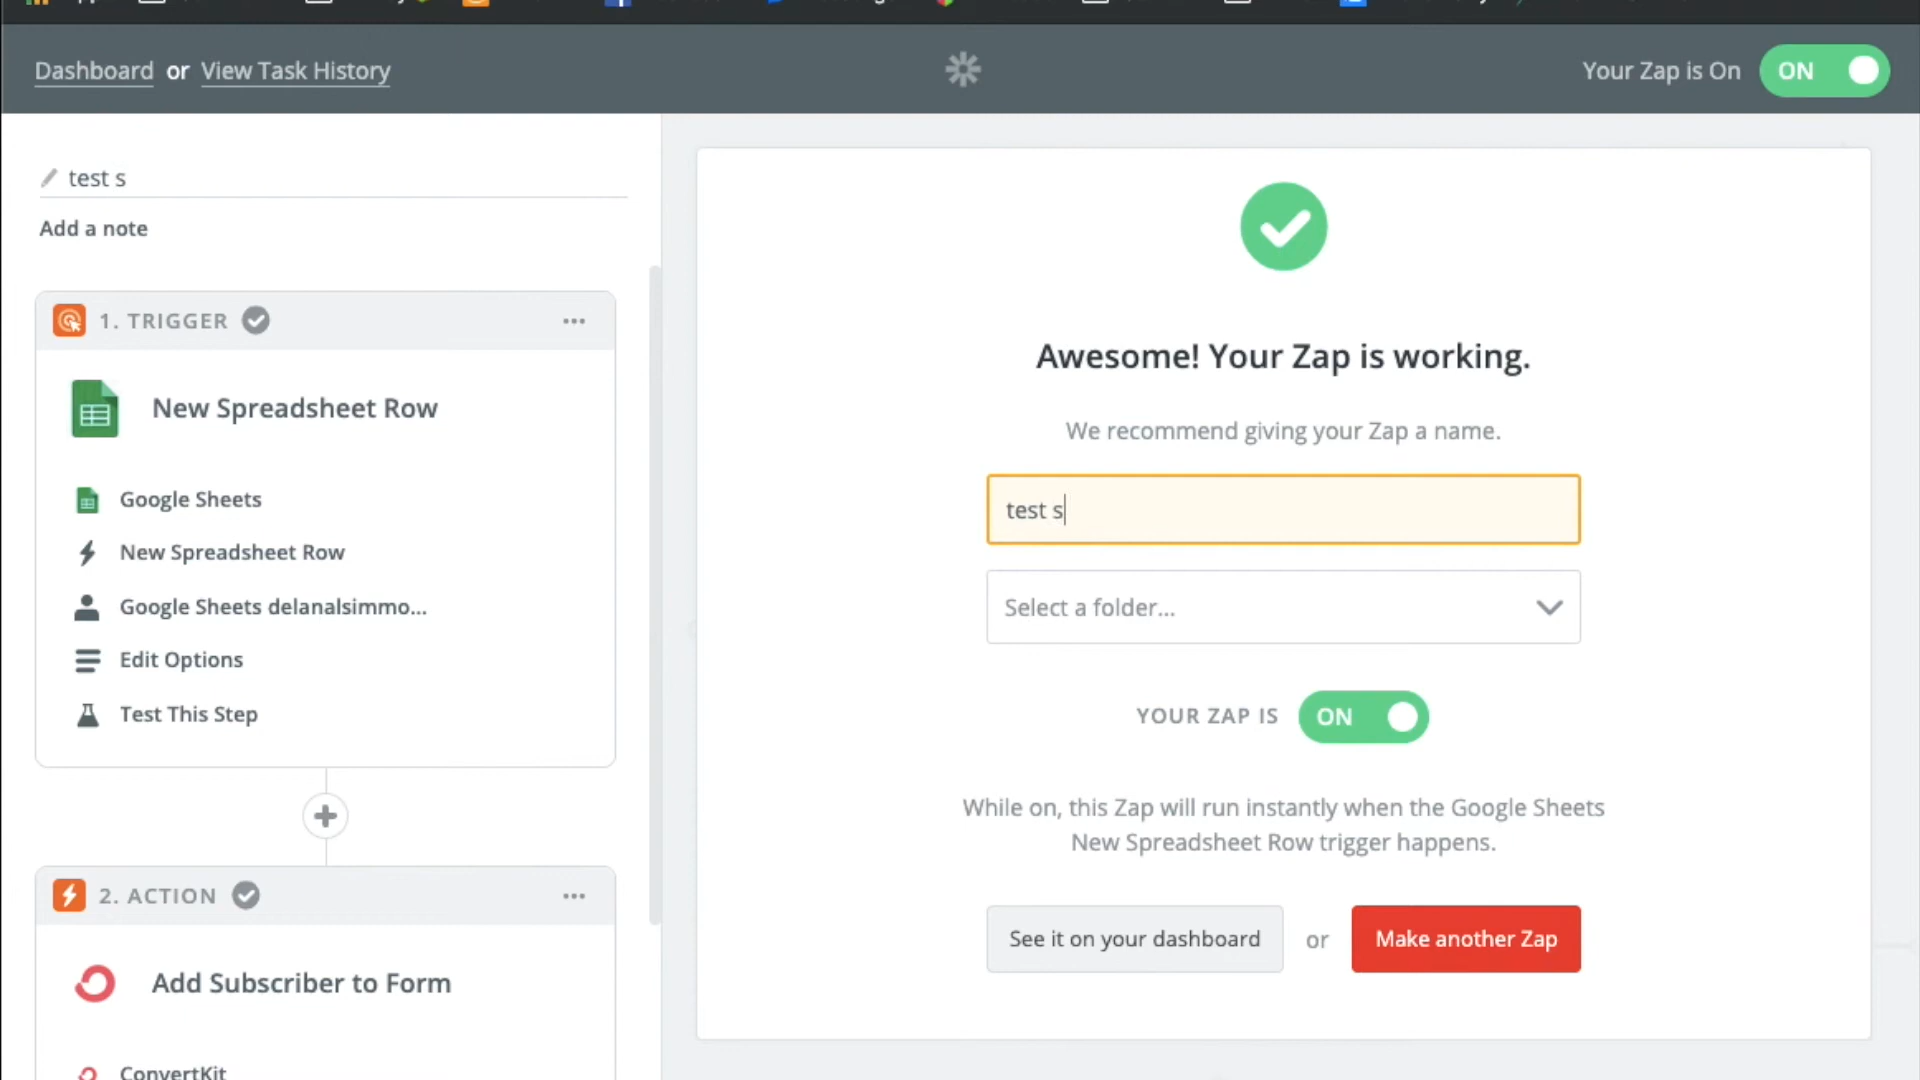 Dashboard or View Task History
Your Zap is On ON
test s
Add a note
1. TRIGGER
New Spreadsheet Row
Google Sheets
New Spreadsheet Row
Google Sheets delanalsimmo...
Edit Options
Test This Step
2. ACTION
Add Subscriber to Form
ConvertKit
Awesome! Your Zap is working.
We recommend giving your Zap a name.
test s
Select a folder...
YOUR ZAP IS ON
While on, this Zap will run instantly when the Google Sheets
New Spreadsheet Row trigger happens.
See it on your dashboard or Make another Zap